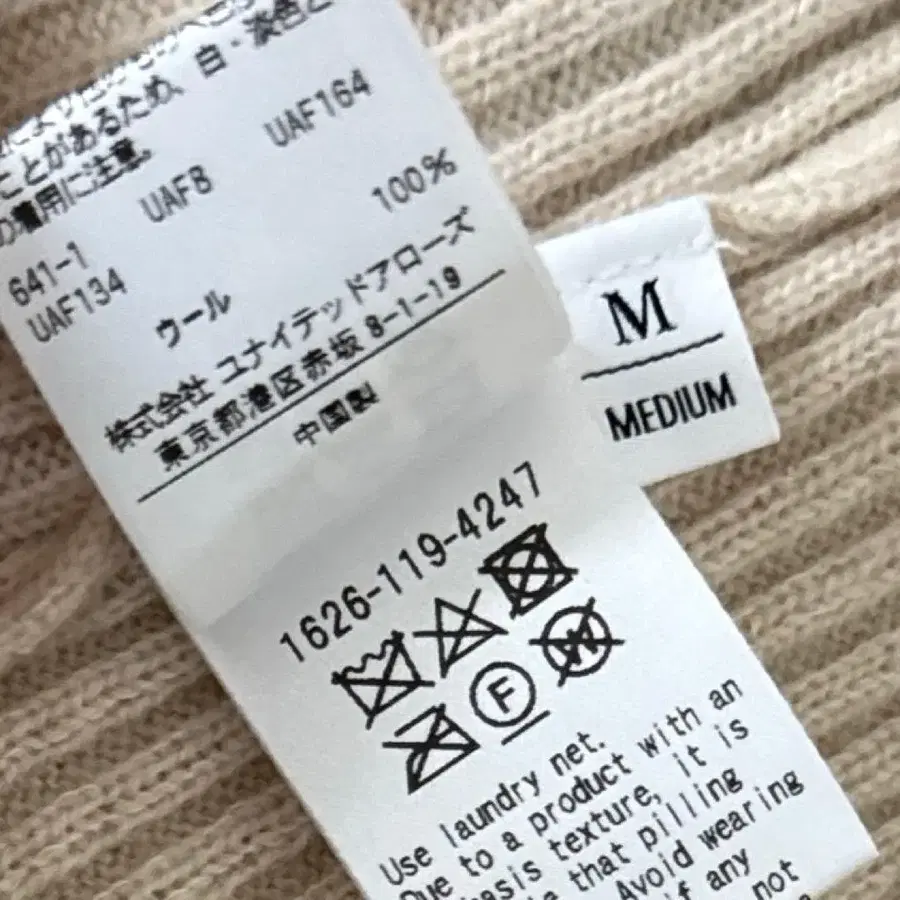 ことがあるため、白・淡色と
の着用に注意。
641-1 UAF8 UAF164
UAF134
ウール 100%
株式会社 ユナイテッドアローズ
東京都港区赤坂 8-1-19
中国製
M
MEDIUM
1626-119-4247
F
W
Use laundry net.
Due to a product with an
basis texture, it is
that pilling
Avoid wearing
if any
not